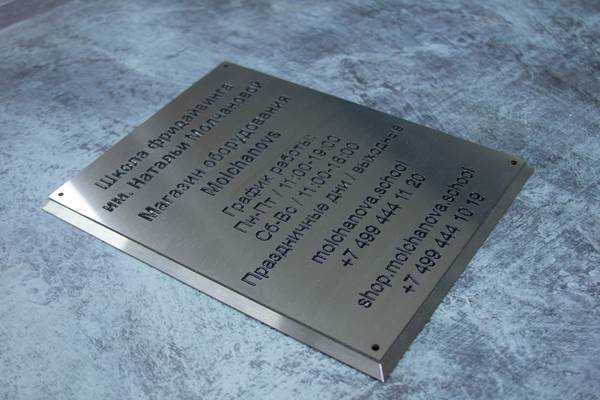 Школа фридайвинга
им. Натальи Молчановой
Магазин оборудования
Molchanovs
График работы:
Пн-Пт / 11:00-19:00
Сб-Вс / 11:00-16:00
Праздничные дни / выходные
molchanova.school
+7 499 444 11 20
shop.molchanova.school
+7 499 444 10 19